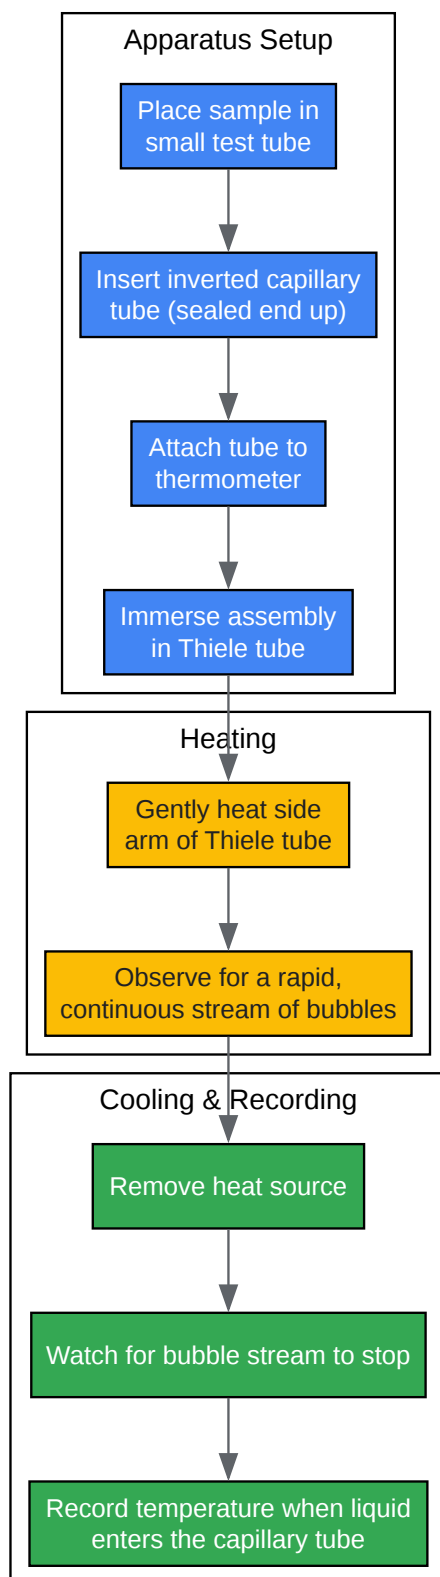 Apparatus Setup
Place sample in
small test tube
Insert inverted capillary
tube (sealed end up)
Attach tube to
thermometer
Immerse assembly
in Thiele tube
Heating
Gently heat side
arm of Thiele tube
Observe for a rapid,
continuous stream of bubbles
Cooling & Recording
Remove heat source
Watch for bubble stream to stop
Record temperature when liquid
enters the capillary tube